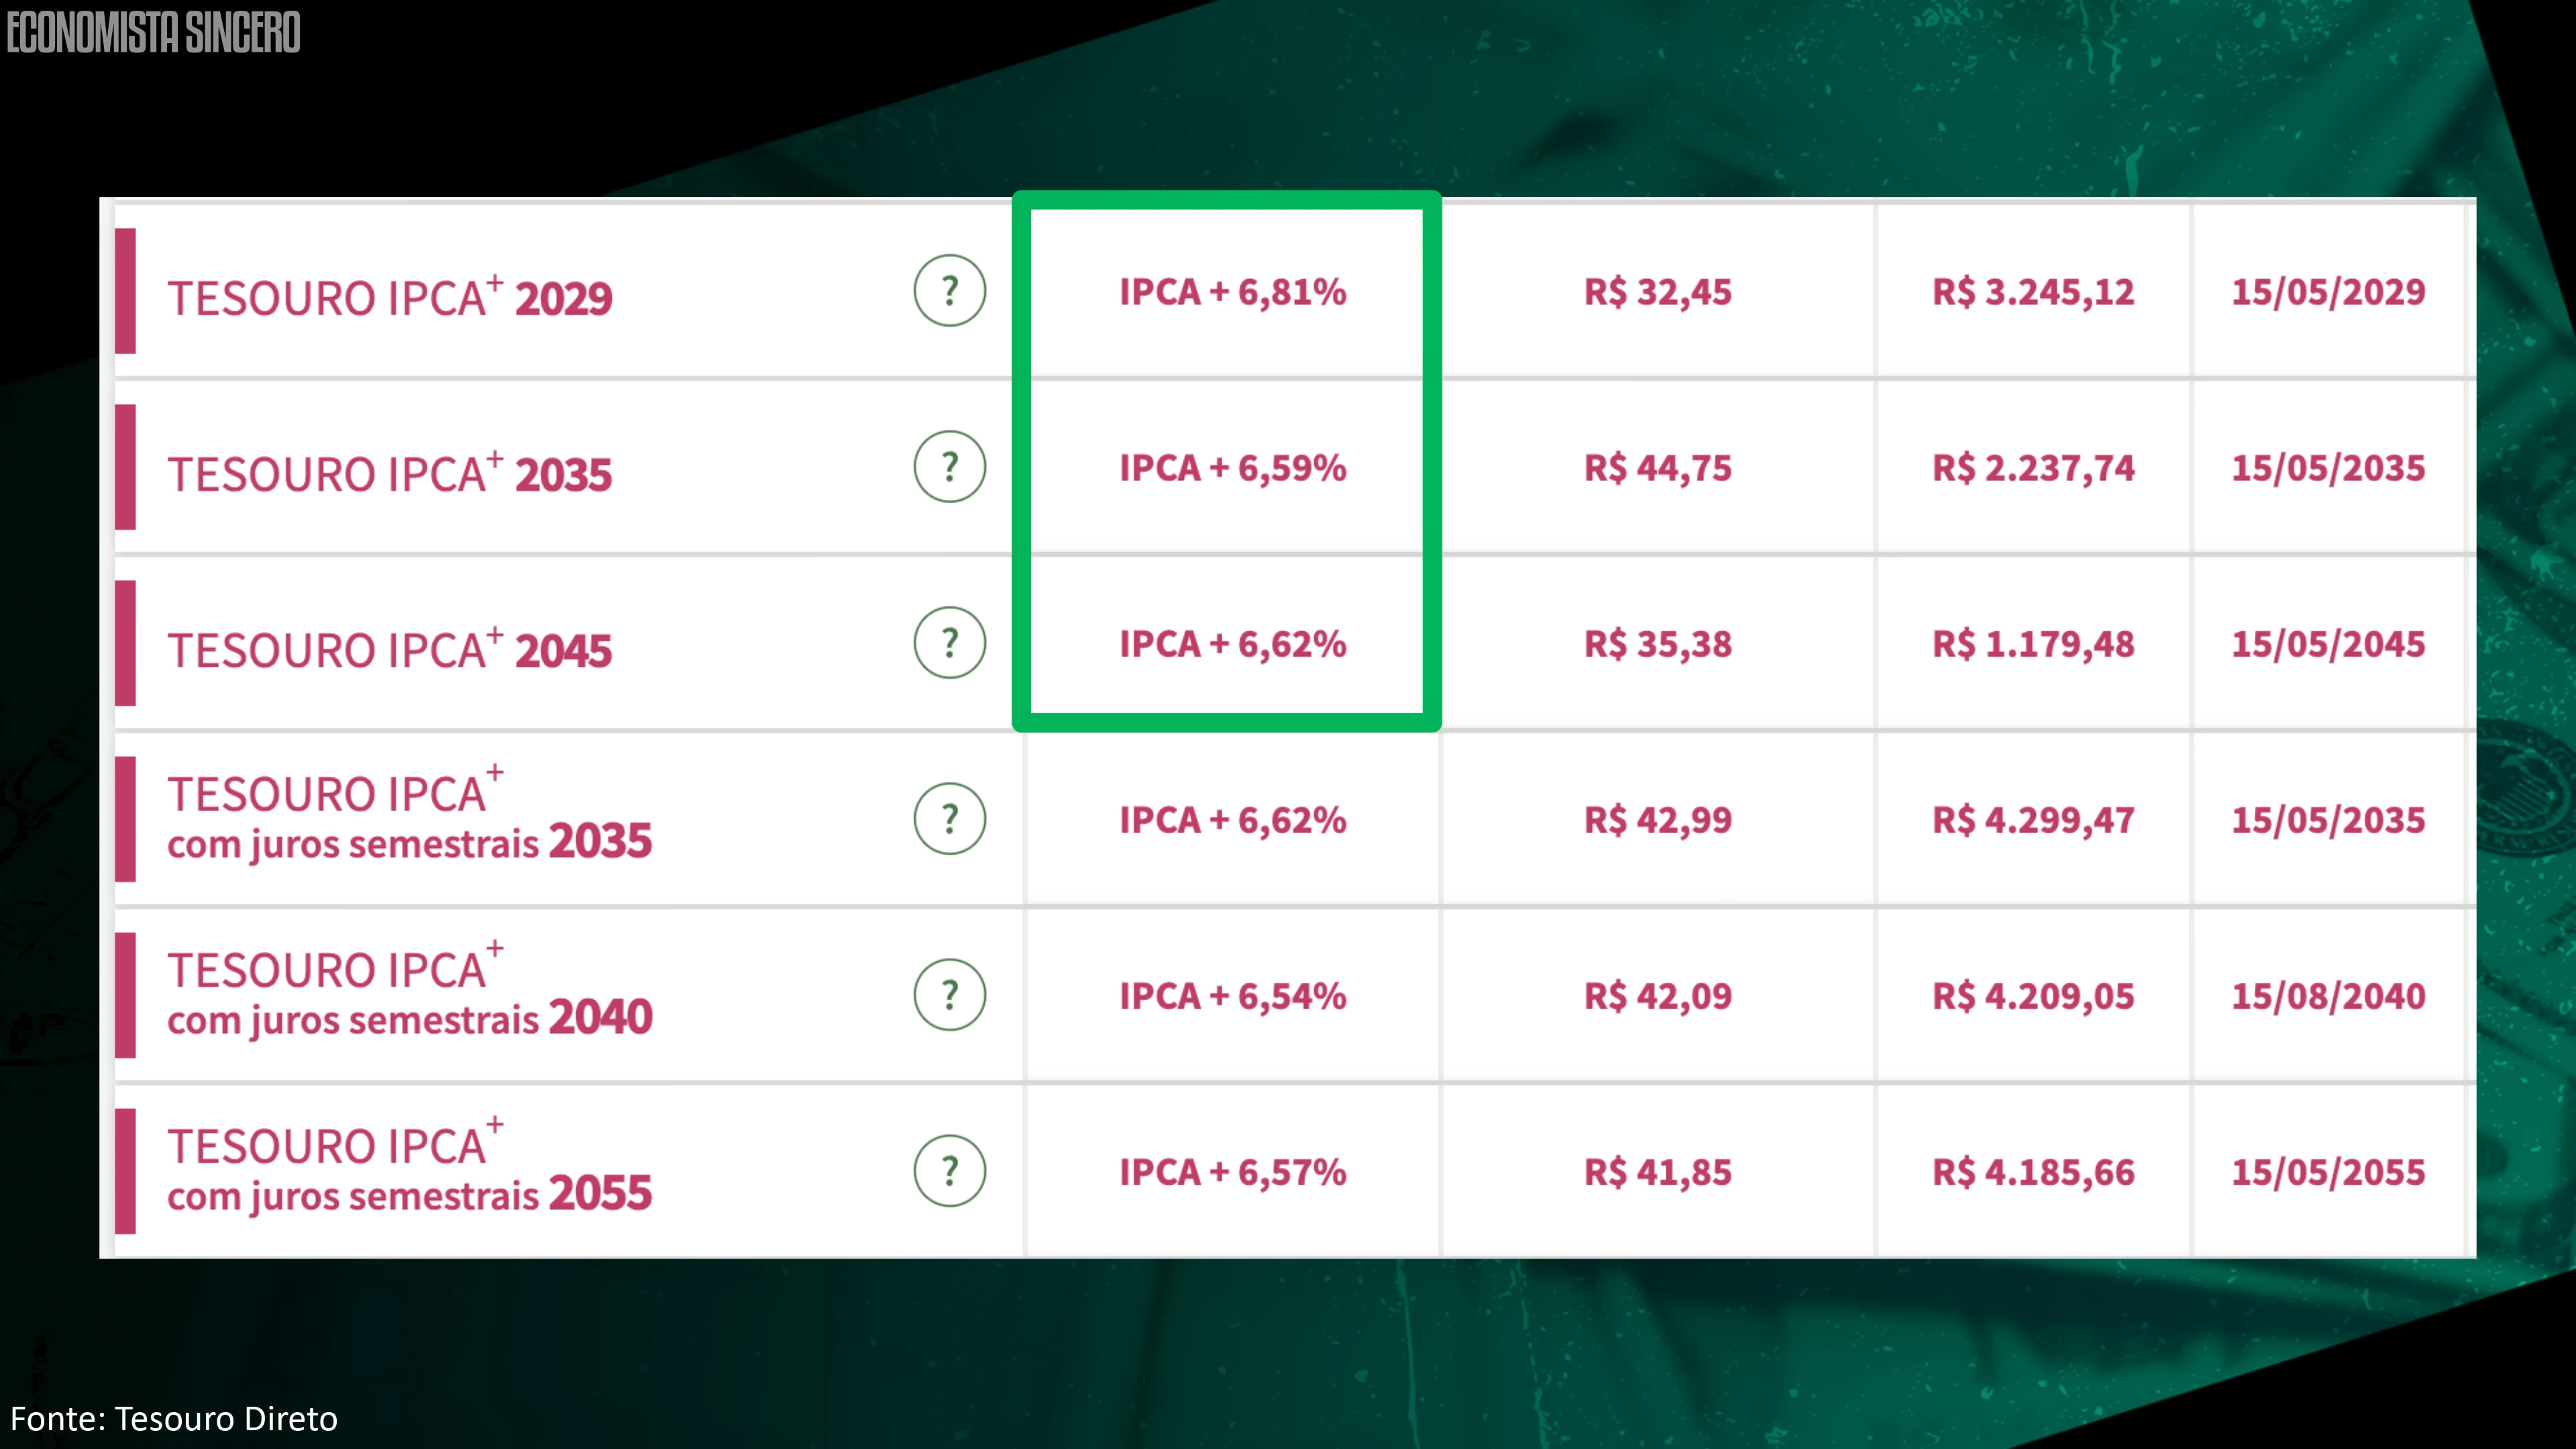 ECONOMISTA SINCERO
TESOURO IPCA+ 2029 ? IPCA + 6,81% R$ 32,45 R$ 3.245,12 15/05/2029
TESOURO IPCA+ 2035 ? IPCA + 6,59% R$ 44,75 R$ 2.237,74 15/05/2035
TESOURO IPCA+ 2045 ? IPCA + 6,62% R$ 35,38 R$ 1.179,48 15/05/2045
TESOURO IPCA+
com juros semestrais 2035 ? IPCA + 6,62% R$ 42,99 R$ 4.299,47 15/05/2035
TESOURO IPCA+
com juros semestrais 2040 ? IPCA + 6,54% R$ 42,09 R$ 4.209,05 15/08/2040
TESOURO IPCA+
com juros semestrais 2055 ? IPCA + 6,57% R$ 41,85 R$ 4.185,66 15/05/2055
Fonte: Tesouro Direto